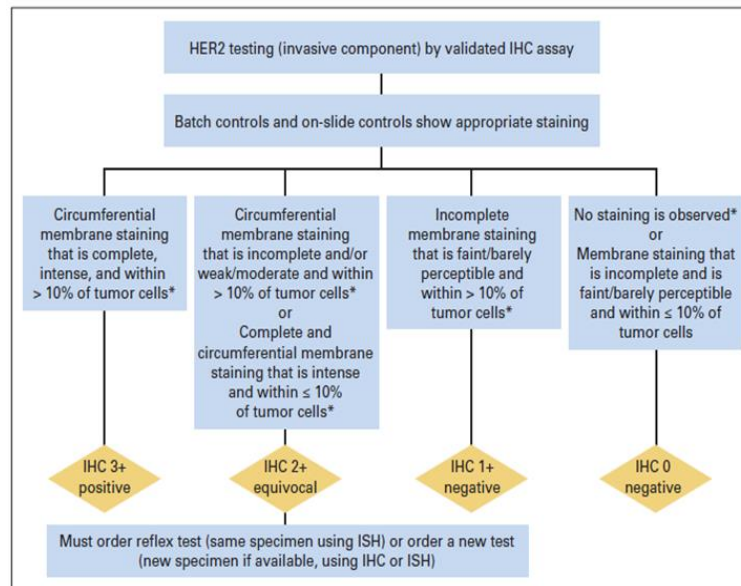 HER2 testing (invasive component) by validated IHC assay
Batch controls and on-slide controls show appropriate staining
Circumferential
membrane staining
that is complete,
intense, and within
> 10% of tumor cells*
Circumferential
membrane staining
that is incomplete and/or
weak/moderate and within
> 10% of tumor cells*
or
Complete and
circumferential membrane
staining that is intense
and within ≤ 10%
of tumor cells*
Incomplete
membrane staining
that is faint/barely
perceptible and
within > 10% of
tumor cells*
No staining is observed*
or
Membrane staining that
is incomplete and is
faint/barely perceptible
and within ≤ 10% of
tumor cells
IHC 3+
positive
IHC 2+
equivocal
IHC 1+
negative
IHC 0
negative
Must order reflex test (same specimen using ISH) or order a new test
(new specimen if available, using IHC or ISH)